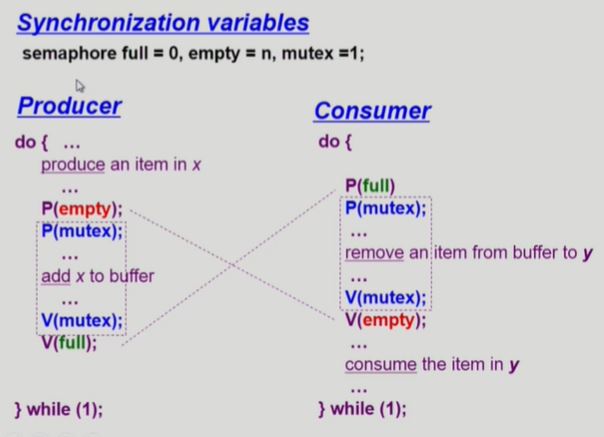 Synchronization variables
semaphore full = 0, empty = n, mutex =1;
Producer
do { ...
produce an item in x
...
P(empty);
P(mutex);
...
add x to buffer
...
V(mutex);
V(full);
} while (1);
Consumer
do {
P(full)
P(mutex);
...
remove an item from buffer to y
...
V(mutex);
V(empty);
...
consume the item in y
...
} while (1);